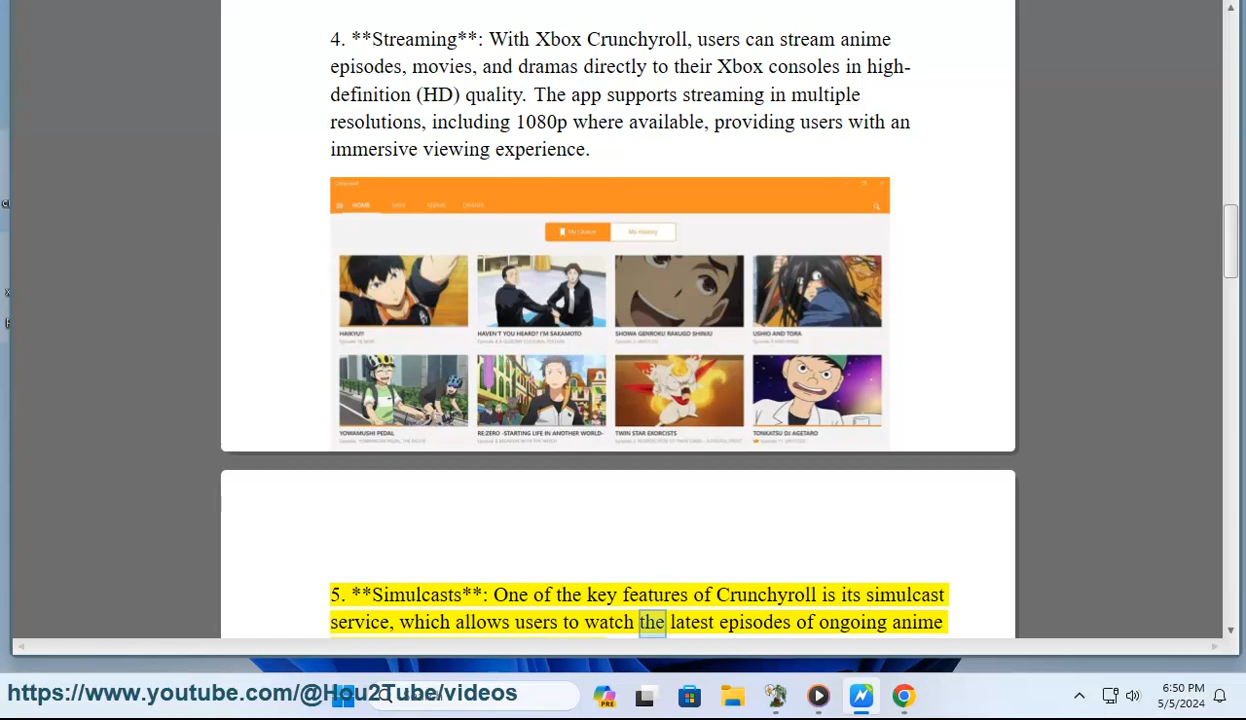 4. **Streaming**: With Xbox Crunchyroll, users can stream anime
episodes, movies, and dramas directly to their Xbox consoles in high-
definition (HD) quality. The app supports streaming in multiple
resolutions, including 1080p where available, providing users with an
immersive viewing experience.
HOME ANIME DRAMA
My Queue My History
HAIKYU!! HAVEN'T YOU HEARD? I'M SAKAMOTO SHOWA GENROKU RAKUGO SHINJU USHIO AND TORA
YOWAMUSHI PEDAL RE:ZERO -STARTING LIFE IN ANOTHER WORLD- TWIN STAR EXORCISTS TONKATSU DJ AGETARO
5. **Simulcasts**: One of the key features of Crunchyroll is its simulcast
service, which allows users to watch the latest episodes of ongoing anime
https://www.youtube.com/@Hou2Tube/videos
PRE
6:50 PM
5/5/2024